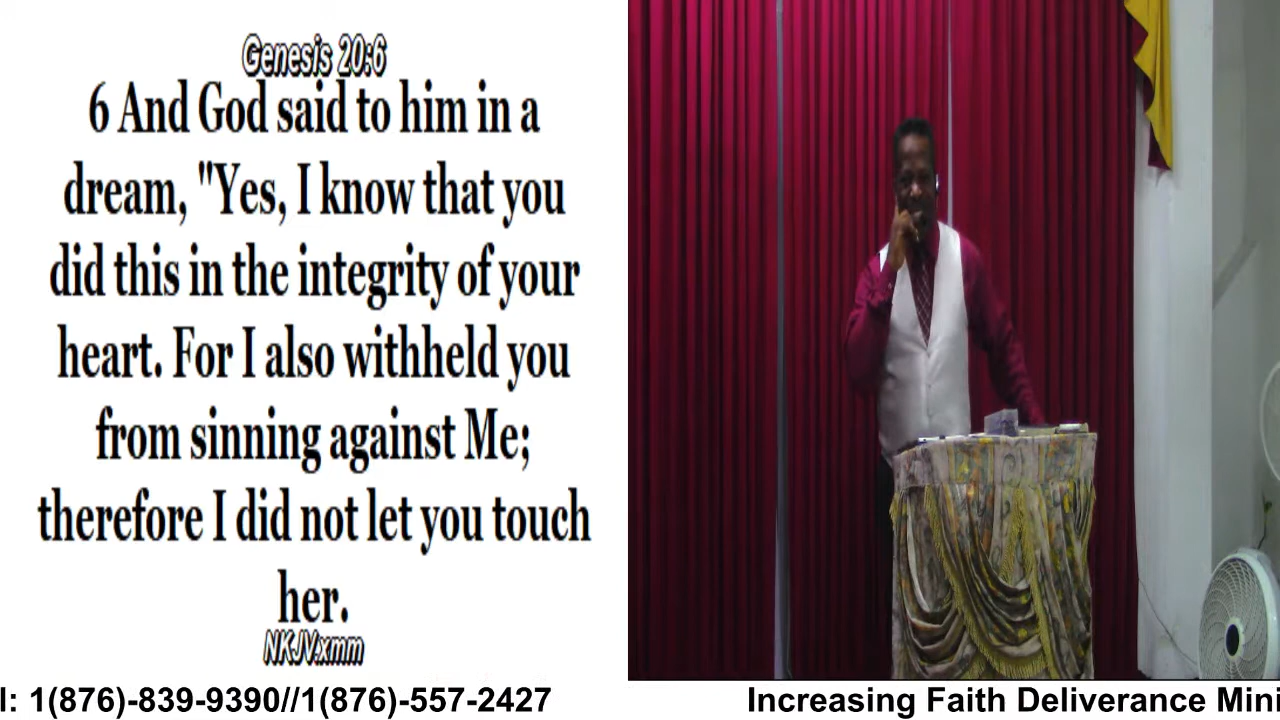 Genesis 20:6
6 And God said to him in a
dream, "Yes, I know that you
did this in the integrity of your
heart. For I also withheld you
from sinning against Me;
therefore I did not let you touch
her.
NKJV.xmm
l: 1(876)-839-9390//1(876)-557-2427 Increasing Faith Deliverance Mini